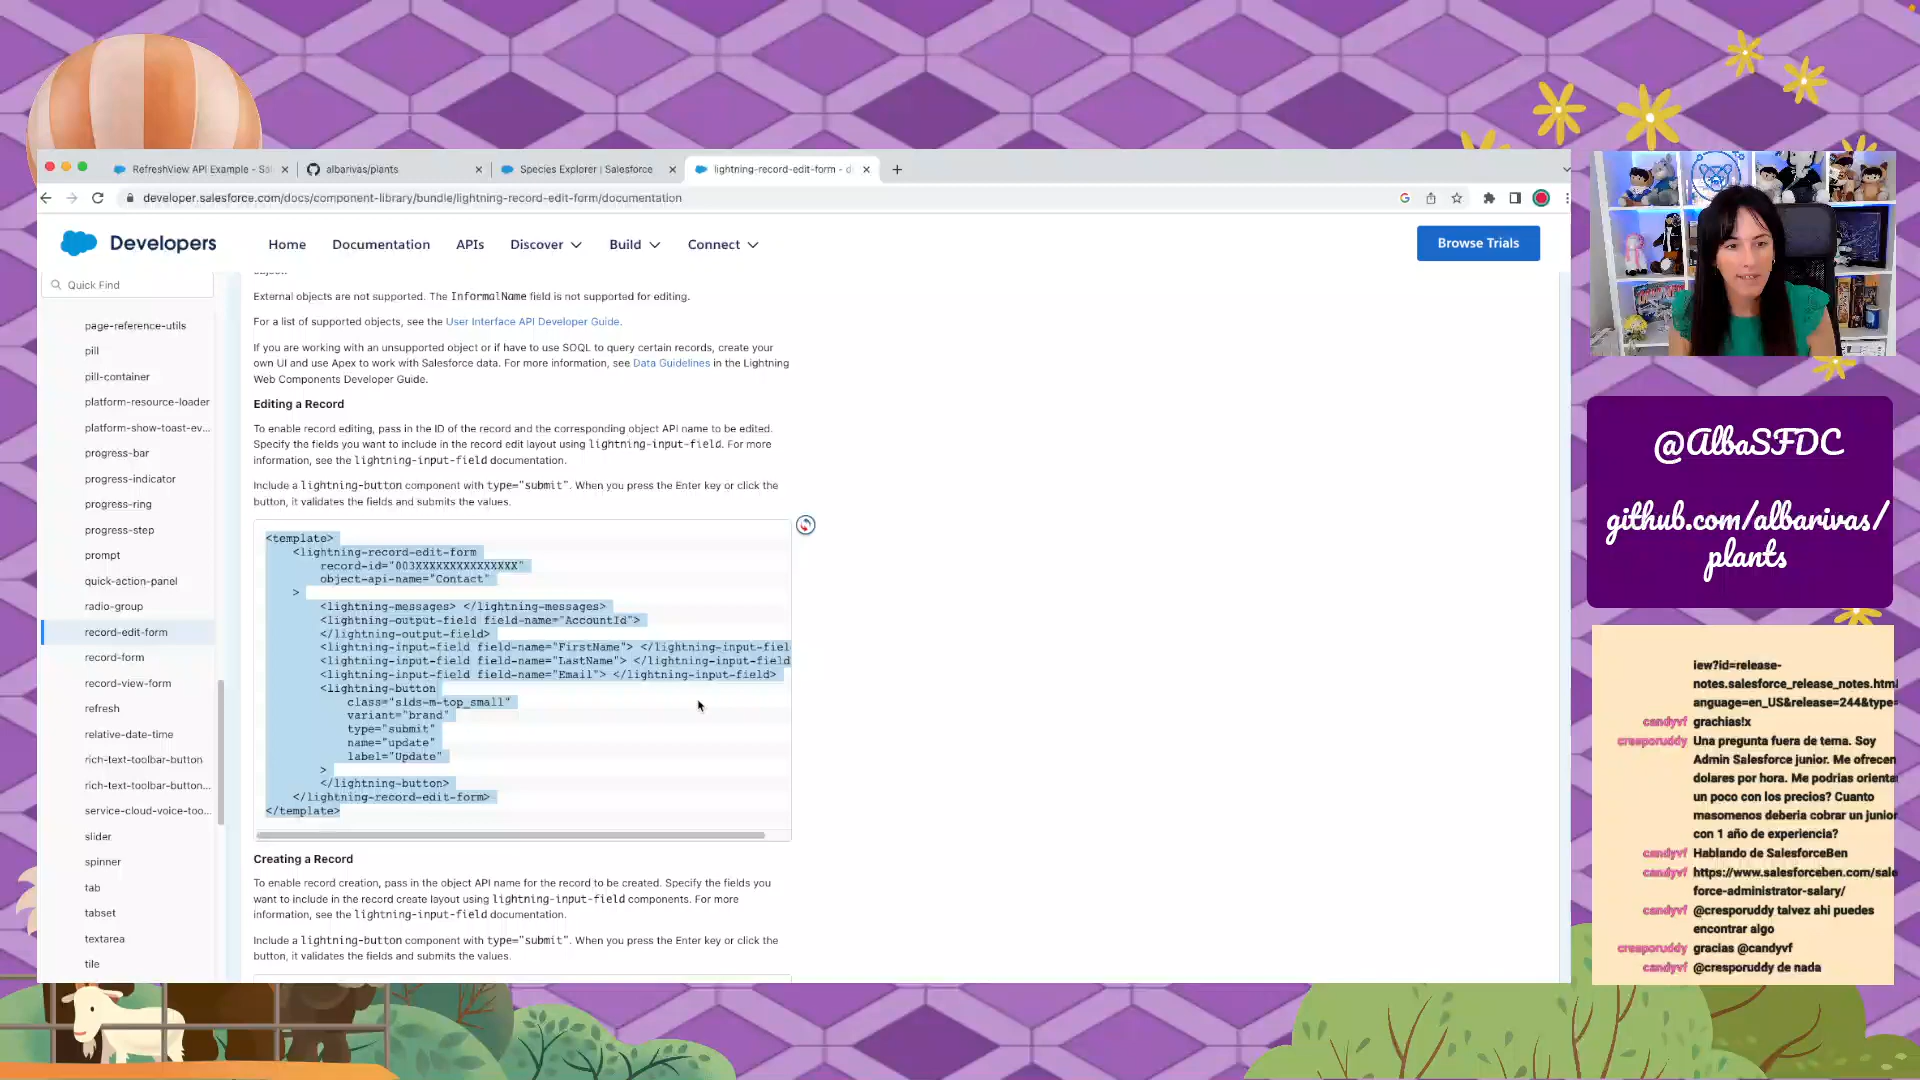 RefreshView API Example - Sal
albarivas/plants
Species Explorer | Salesforce
lightning-record-edit-form - d
developer.salesforce.com/docs/component-library/bundle/lightning-record-edit-form/documentation
Developers
Home
Documentation
APIs
Discover
Build
Connect
Browse Trials
Quick Find
page-reference-utils
pill
pill-container
platform-resource-loader
platform-show-toast-ev...
progress-bar
progress-indicator
progress-ring
progress-step
prompt
quick-action-panel
radio-group
record-edit-form
record-form
record-view-form
refresh
relative-date-time
rich-text-toolbar-button
rich-text-toolbar-button...
service-cloud-voice-too...
slider
spinner
tab
tabset
textarea
tile
External objects are not supported. The InformalName field is not supported for editing.
For a list of supported objects, see the User Interface API Developer Guide.
If you are working with an unsupported object or if have to use SOQL to query certain records, create your
own UI and use Apex to work with Salesforce data. For more information, see Data Guidelines in the Lightning
Web Components Developer Guide.
Editing a Record
To enable record editing, pass in the ID of the record and the corresponding object API name to be edited.
Specify the fields you want to include in the record edit layout using lightning-input-field. For more
information, see the lightning-input-field documentation.
Include a lightning-button component with type="submit". When you press the Enter key or click the
button, it validates the fields and submits the values.
<template>
<lightning-record-edit-form
record-id="003XXXXXXXXXXXXXXX"
object-api-name="Contact"
>
<lightning-messages> </lightning-messages>
<lightning-output-field field-name="AccountId">
</lightning-output-field>
<lightning-input-field field-name="FirstName"> </lightning-input-fiel
<lightning-input-field field-name="LastName"> </lightning-input-field
<lightning-input-field field-name="Email"> </lightning-input-field>
<lightning-button
class="slds-m-top_small"
variant="brand"
type="submit"
name="update"
label="Update"
>
</lightning-button>
</lightning-record-edit-form>
</template>
Creating a Record
To enable record creation, pass in the object API name for the record to be created. Specify the fields you
want to include in the record create layout using lightning-input-field components. For more
information, see the lightning-input-field documentation.
Include a lightning-button component with type="submit". When you press the Enter key or click the
button, it validates the fields and submits the values.
@AlbaSFDC
github.com/albarivas/
plants
iew?id=release-
notes.salesforce_release_notes.htm&
anguage=en_US&release=244&type=
candyvf grachias!x
cresporuddy Una pregunta fuera de tema. Soy
Admin Salesforce junior. Me ofrecen
dolares por hora. Me podrias orienta
un poco con los precios? Cuanto
masomenos deberia cobrar un junior
con 1 año de experiencia?
candyvf Hablando de SalesforceBen
candyvf https://www.salesforceben.com/sale
force-administrator-salary/
candyvf @cresporuddy talvez ahi puedes
encontrar algo
cresporuddy gracias @candyvf
candyvf @cresporuddy de nada